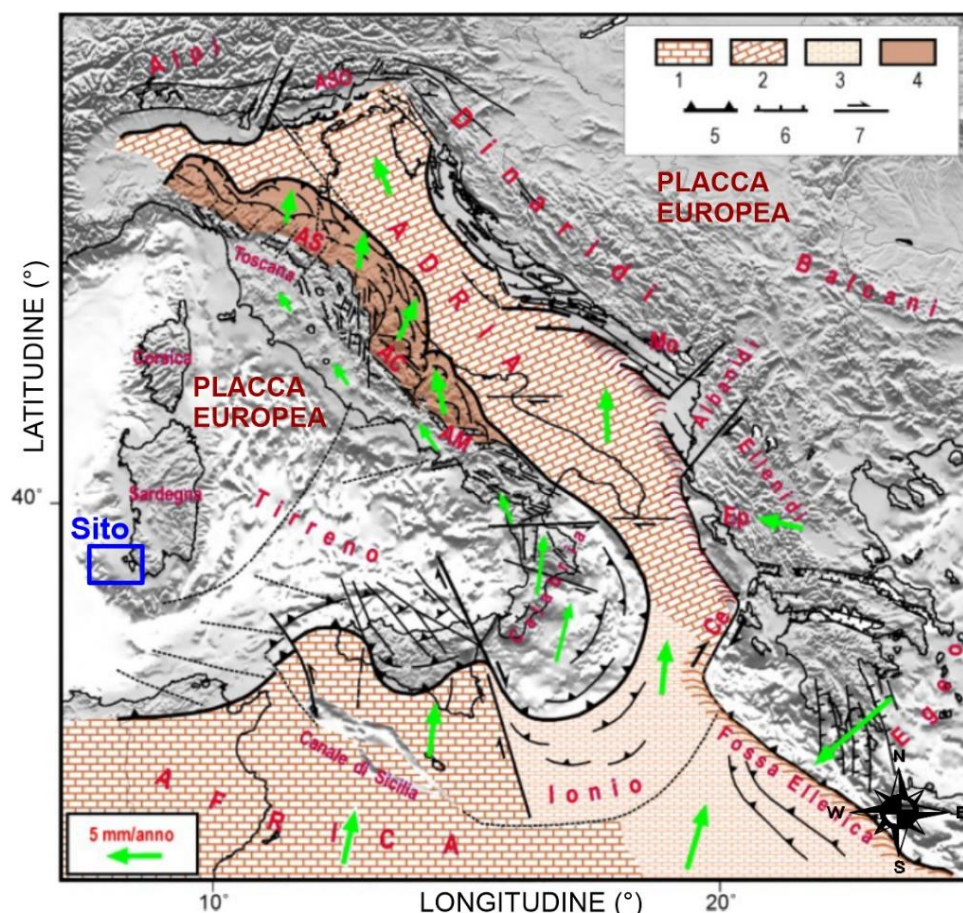 Alpi
ASO
1 2 3 4
5 6 7
Dinaridi
PLACCA
EUROPEA
Balcani
ADRIA
AS
Toscana
AC
Mo
Corsica
PLACCA
EUROPEA
Albanidi
AM
Ellenidi
LATITUDINE (°)
40°
Sardegna
Tirreno
Ep
Sito
Calabria
Ce
Egeo
Canale di Sicilia
Ionio
Fossa Ellenica
AFRICA
5 mm/anno
N
W E
S
10° LONGITUDINE (°) 20°